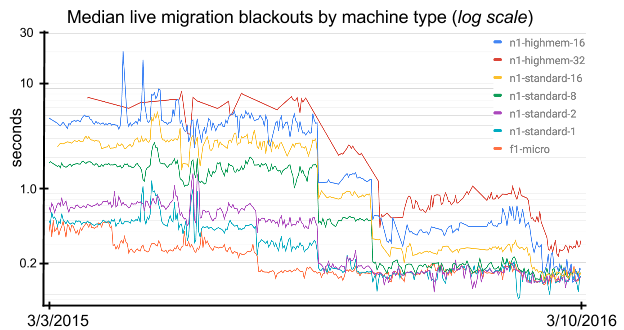 Median live migration blackouts by machine type (log scale)
30
10
1.0
0.2
seconds
n1-highmem-16
n1-highmem-32
n1-standard-16
n1-standard-8
n1-standard-2
n1-standard-1
f1-micro
3/3/2015
3/10/2016